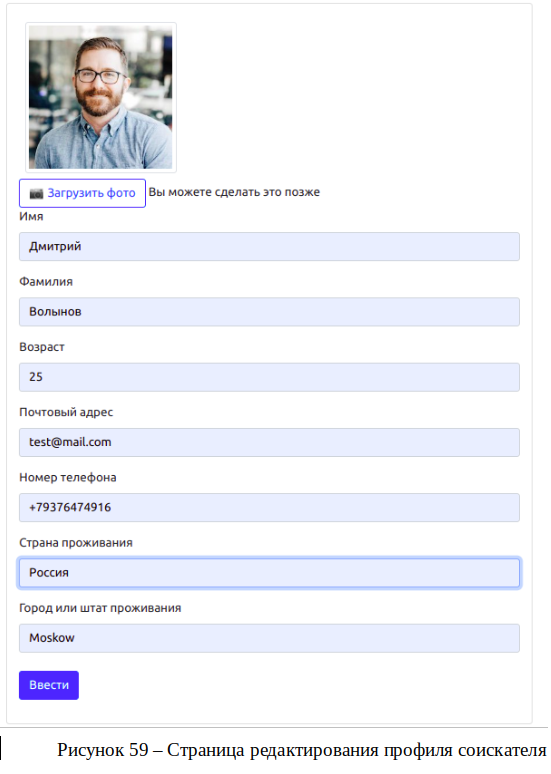 Загрузить фото Вы можете сделать это позже
Имя
Дмитрий
Фамилия
Волынов
Возраст
25
Почтовый адрес
test@mail.com
Номер телефона
+79376474916
Страна проживания
Россия
Город или штат проживания
Moskow
Ввести
Рисунок 59 – Страница редактирования профиля соискателя